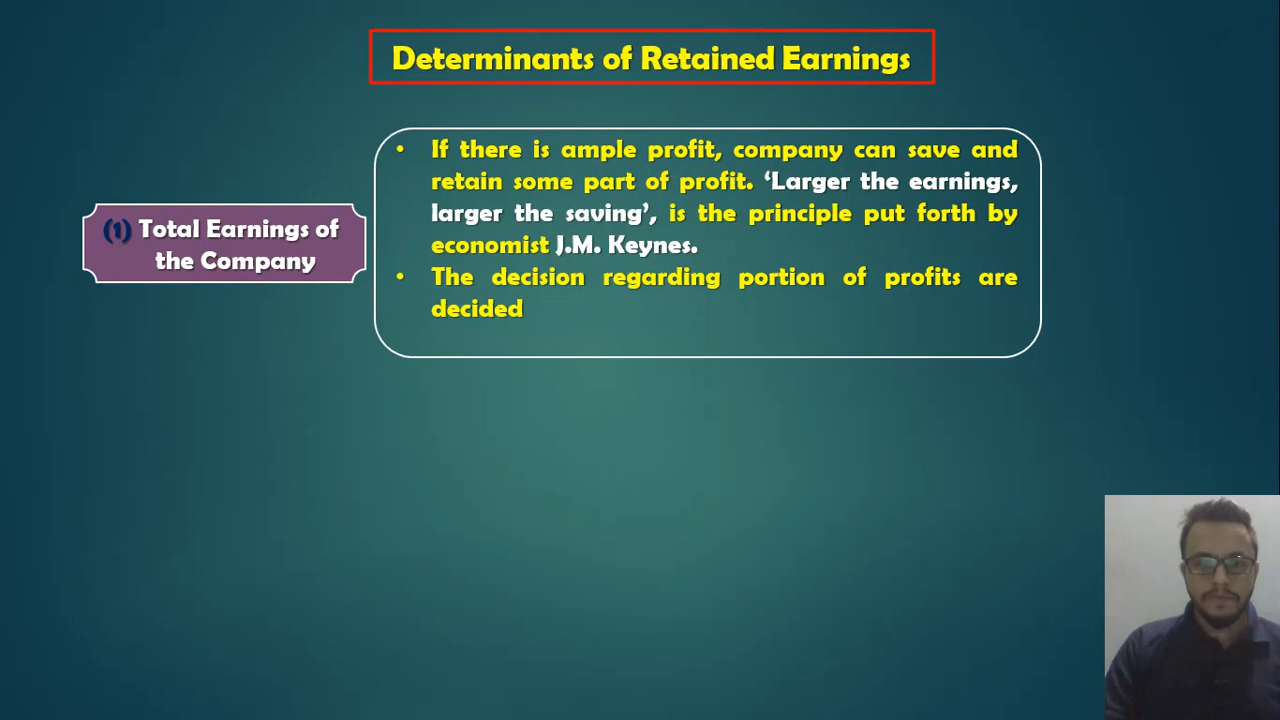 Determinants of Retained Earnings
(1) Total Earnings of
the Company
• If there is ample profit, company can save and
retain some part of profit. ‘Larger the earnings,
larger the saving’, is the principle put forth by
economist J.M. Keynes.
• The decision regarding portion of profits are
decided